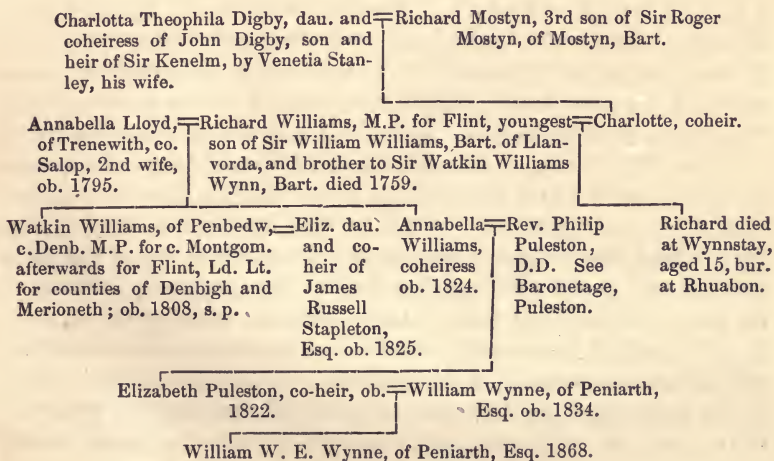 Charlotta Theophila Digby, dau. and
coheiress of John Digby, son and
heir of Sir Kenelm, by Venetia Stan-
ley, his wife.
Richard Mostyn, 3rd son of Sir Roger
Mostyn, of Mostyn, Bart.
Annabella Lloyd,
of Trenewith, co.
Salop, 2nd wife,
ob. 1795.
Richard Williams, M.P. for Flint, youngest
son of Sir William Williams, Bart. of Llan-
vorda, and brother to Sir Watkin Williams
Wynn, Bart. died 1759.
Charlotte, coheir.
Watkin Williams, of Penbedw,
c. Denb. M.P. for c. Montgom.
afterwards for Flint, Ld. Lt.
for counties of Denbigh and
Merioneth; ob. 1808, s. p.
Eliz. dau.
and co-
heir of
James
Russell
Stapleton,
Esq. ob. 1825.
Annabella
Williams,
coheiress
ob. 1824.
Rev. Philip
Puleston,
D.D. See
Baronetage,
Puleston.
Richard died
at Wynnstay,
aged 15, bur.
at Rhuabon.
Elizabeth Puleston, co-heir, ob.
1822.
William Wynne, of Peniarth,
Esq. ob. 1834.
William W. E. Wynne, of Peniarth, Esq. 1868.